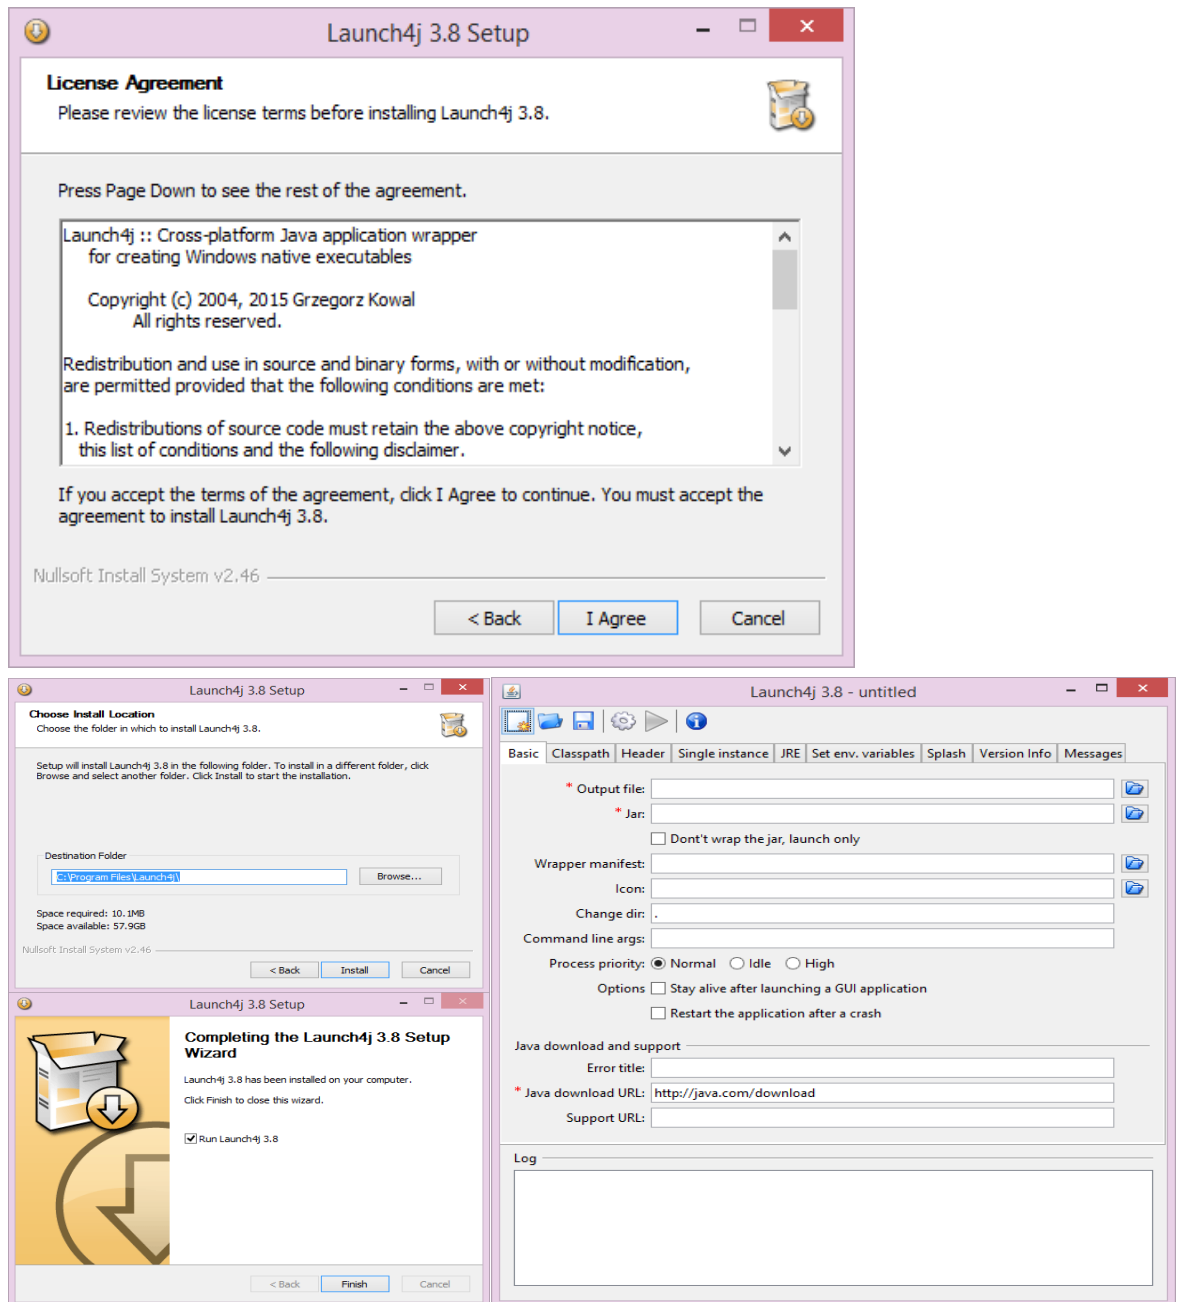 Launch4j 3.8 Setup
License Agreement
Please review the license terms before installing Launch4j 3.8.
Press Page Down to see the rest of the agreement.
Launch4j :: Cross-platform Java application wrapper
for creating Windows native executables
Copyright (c) 2004, 2015 Grzegorz Kowal
All rights reserved.
Redistribution and use in source and binary forms, with or without modification,
are permitted provided that the following conditions are met:
1. Redistributions of source code must retain the above copyright notice,
this list of conditions and the following disclaimer.
If you accept the terms of the agreement, click I Agree to continue. You must accept the
agreement to install Launch4j 3.8.
Nullsoft Install System v2.46
< Back
I Agree
Cancel
Launch4j 3.8 Setup
Choose Install Location
Choose the folder in which to install Launch4j 3.8.
Setup will install Launch4j 3.8 in the following folder. To install in a different folder, click
Browse and select another folder. Click Install to start the installation.
Destination Folder
C:\Program Files\Launch4j\
Browse...
Space required: 10.1MB
Space available: 57.9GB
Nullsoft Install System v2.46
< Back
Install
Cancel
Launch4j 3.8 Setup
Completing the Launch4j 3.8 Setup
Wizard
Launch4j 3.8 has been installed on your computer.
Click Finish to close this wizard.
Run Launch4j 3.8
< Back
Finish
Cancel
Launch4j 3.8 - untitled
Basic Classpath Header Single instance JRE Set env. variables Splash Version Info Messages
* Output file:
* Jar:
Dont't wrap the jar, launch only
Wrapper manifest:
Icon:
Change dir: .
Command line args:
Process priority: Normal Idle High
Options Stay alive after launching a GUI application
Restart the application after a crash
Java download and support
Error title:
* Java download URL: http://java.com/download
Support URL:
Log